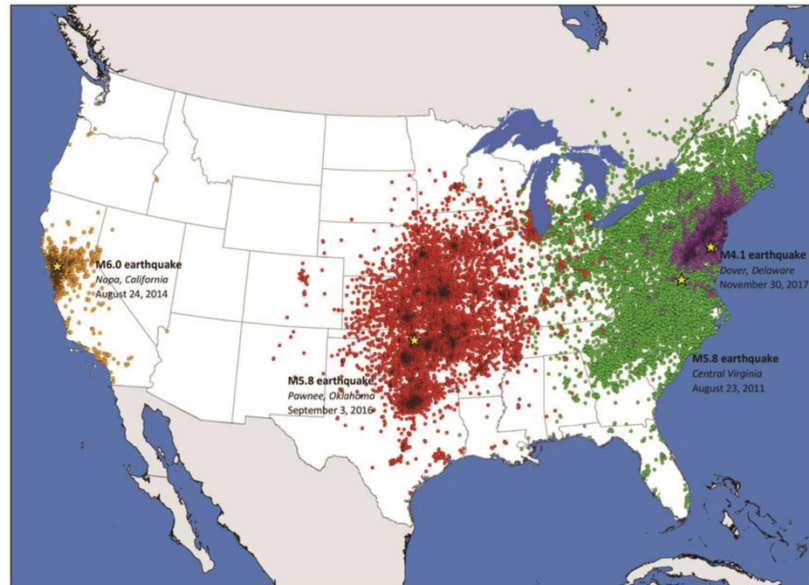 M6.0 earthquake
Napa, California
August 24, 2014
M5.8 earthquake
Pawnee, Oklahoma
September 3, 2016
M4.1 earthquake
Dover, Delaware
November 30, 2017
M5.8 earthquake
Central Virginia
August 23, 2011